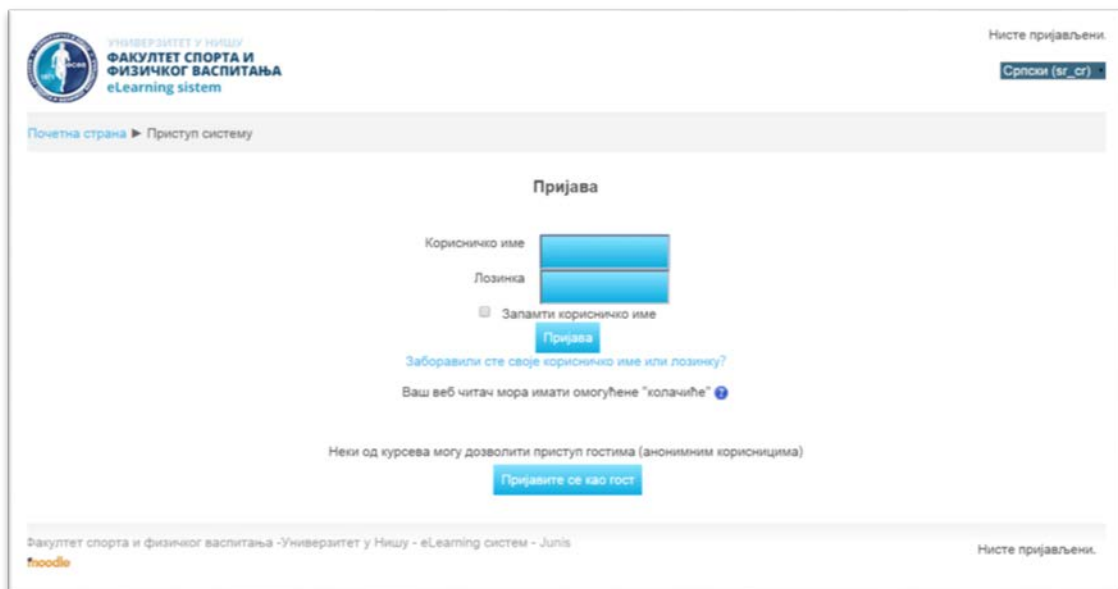 УНИВЕРЗИТЕТ У НИШУ
ФАКУЛТЕТ СПОРТА И
ФИЗИЧКОГ ВАСПИТАЊА
eLearning sistem
Нисте пријављени.
Српски (sr_cr)
Почетна страна ► Приступ систему
Пријава
Корисничко име
Лозинка
Запамти корисничко име
Пријава
Заборавили сте своје корисничко име или лозинку?
Ваш веб читач мора имати омогућене "колачиће" ?
Неки од курсева могу дозволити приступ гостима (анонимним корисницима)
Пријавите се као гост
Факултет спорта и физичког васпитања -Универзитет у Нишу - eLearning систем - Junis
moodle
Нисте пријављени.